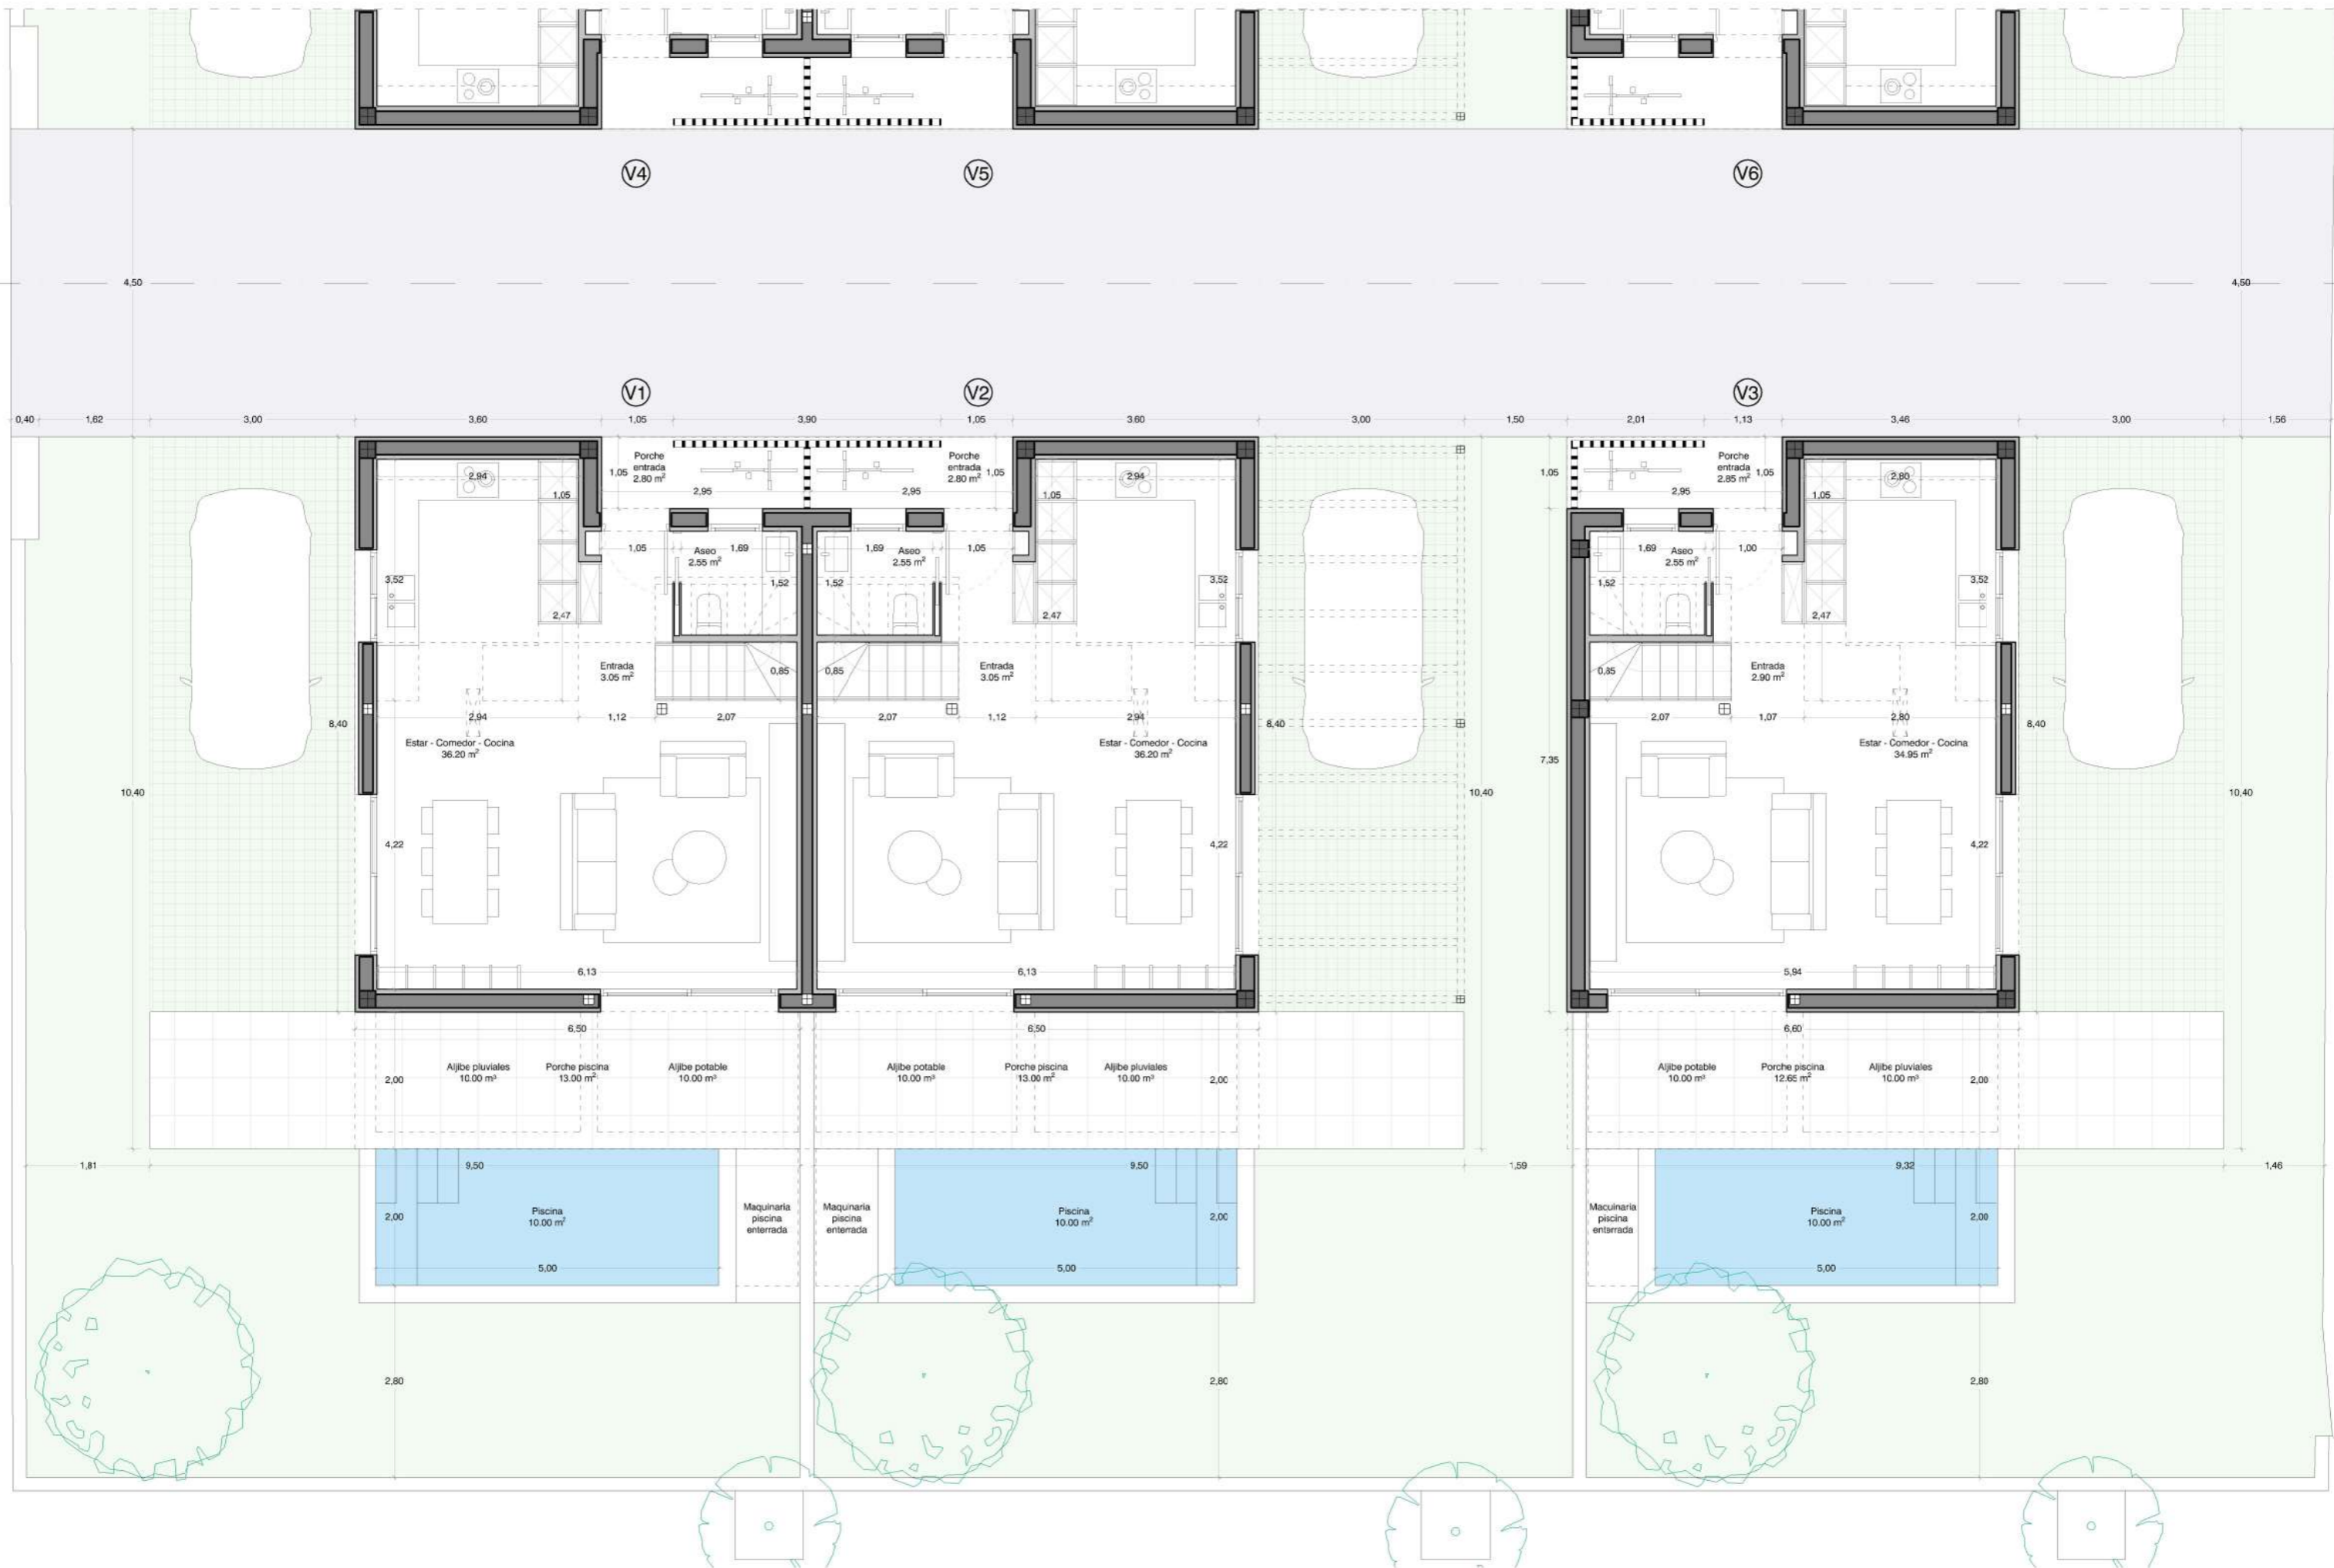 V4
V5
V6
4,50
4,50
V1
V2
V3
0,40
1,62
3,00
3,60
1,05
3,90
1,05
3,60
3,00
1,50
2,01
1,13
3,46
3,00
1,56
Porche
entrada
2.80 m²
1,05
2,95
Porche
entrada
2.80 m²
1,05
2,95
1,05
Porche
entrada
2.85 m²
1,05
2,95
2,94
1,05
2,94
1,05
2,80
1,05
1,05
Aseo
2.55 m²
1,69
1,52
1,69
Aseo
2.55 m²
1,05
1,52
1,69
Aseo
2.55 m²
1,00
1,52
3,52
2,47
3,52
2,47
3,52
2,47
Entrada
3.05 m²
0,85
0,85
Entrada
3.05 m²
0,85
Entrada
2.90 m²
8,40
2,94
1,12
2,07
2,07
1,12
2,94
8,40
2,07
1,07
2,80
8,40
Estar - Comedor - Cocina
36.20 m²
Estar - Comedor - Cocina
36.20 m²
Estar - Comedor - Cocina
34.95 m²
7,35
10,40
10,40
10,40
4,22
4,22
4,22
6,13
6,13
5,94
6,50
6,50
6,60
2,00
Aljibe pluviales
10.00 m³
Porche piscina
13.00 m²
Aljibe potable
10.00 m³
Aljibe potable
10.00 m³
Porche piscina
13.00 m²
Aljibe pluviales
10.00 m³
2,00
Aljibe potable
10.00 m³
Porche piscina
12.65 m²
Aljibe pluviales
10.00 m³
2,00
1,81
9,50
9,50
1,59
9,32
1,46
2,00
Piscina
10.00 m²
Maquinaria
piscina
enterrada
Maquinaria
piscina
enterrada
Piscina
10.00 m²
2,00
Maquinaria
piscina
enterrada
Piscina
10.00 m²
2,00
5,00
5,00
5,00
2,80
2,80
2,80